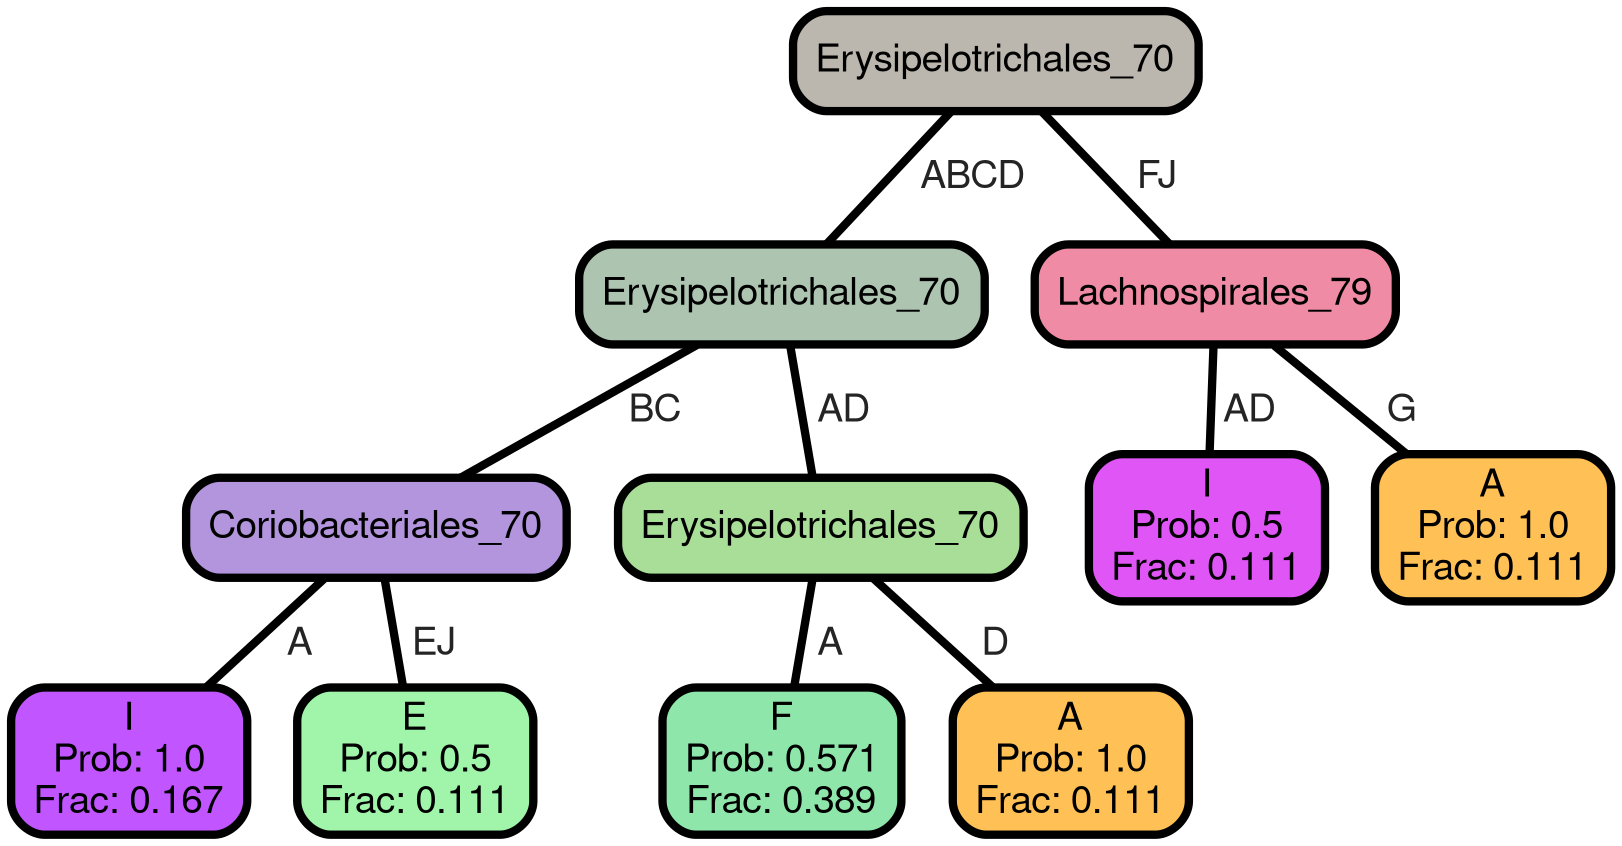 Erysipelotrichales_70
ABCD
FJ
Erysipelotrichales_70
Lachnospirales_79
BC
AD
AD
G
Coriobacteriales_70
Erysipelotrichales_70
I
Prob: 0.5
Frac: 0.111
A
Prob: 1.0
Frac: 0.111
A
EJ
A
D
I
Prob: 1.0
Frac: 0.167
E
Prob: 0.5
Frac: 0.111
F
Prob: 0.571
Frac: 0.389
A
Prob: 1.0
Frac: 0.111